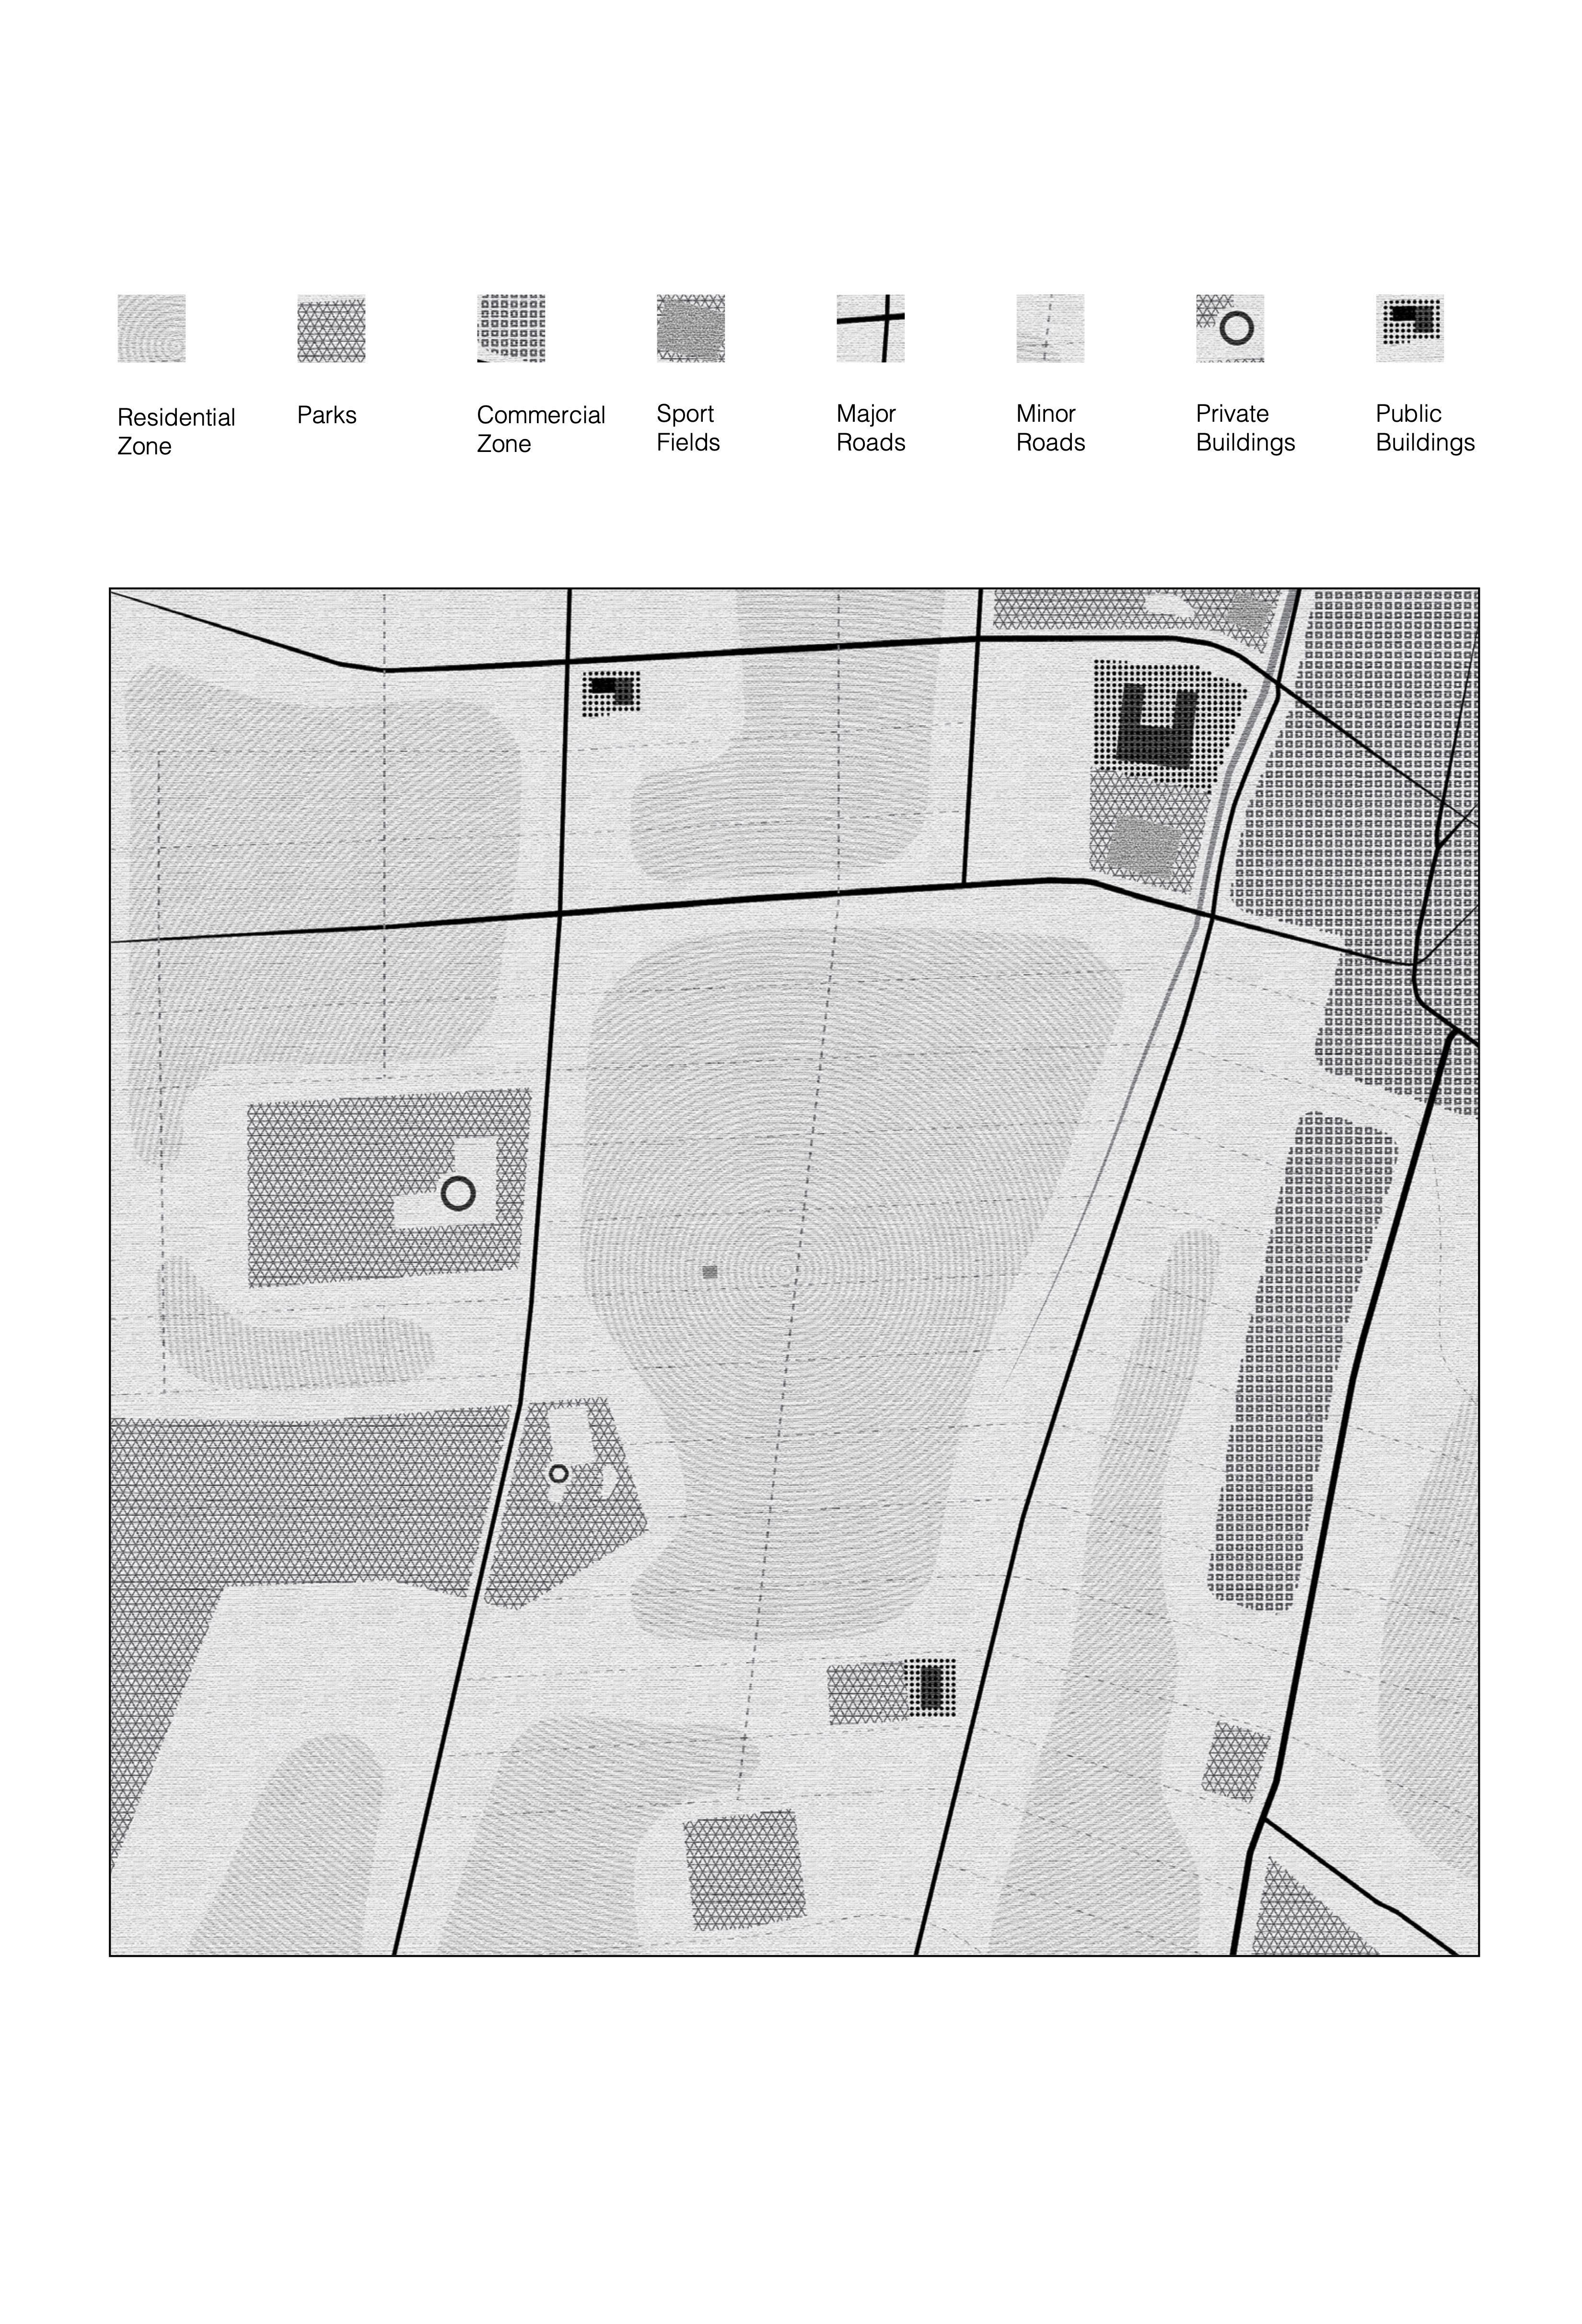 Residential
Zone
Parks
Commercial
Zone
Sport
Fields
Major
Roads
Minor
Roads
Private
Buildings
Public
Buildings